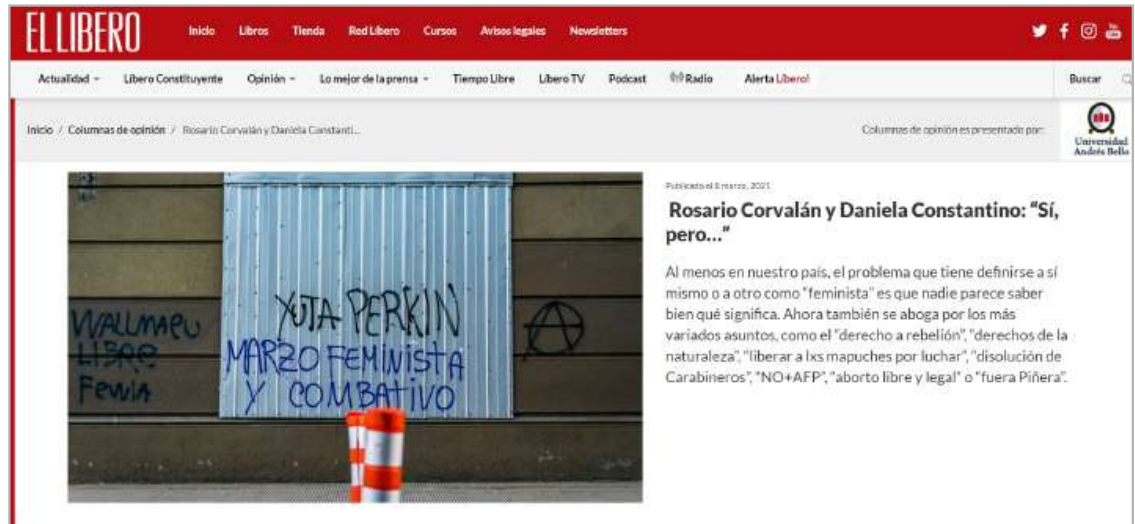 EL LIBERO
Inicio Libros Tienda Red Líbero Cursos Avisos legales Newsletters
Actualidad Líbero Constituyente Opinión Lo mejor de la prensa Tiempo Libre Líbero TV Podcast Radio Alerta Líbero! Buscar
Inicio / Columnas de opinión / Rosario Corvalán y Daniela Constanti...
Columnas de opinión es presentado por:
Universidad
Andrés Bello
Publicado el 8 marzo, 2021
Rosario Corvalán y Daniela Constantino: “Sí,
pero...”
Al menos en nuestro país, el problema que tiene definirse a sí
mismo o a otro como “feminista” es que nadie parece saber
bien qué significa. Ahora también se aboga por los más
variados asuntos, como el “derecho a rebelión”, “derechos de la
naturaleza”, “liberar a lxs mapuches por luchar”, “disolución de
Carabineros”, “NO+AFP”, “aborto libre y legal” o “fuera Piñera”.
WALLMAPU
LIBRE
YUTA PERKIN
MARZO FEMINISTA
Y COMBATIVO
A